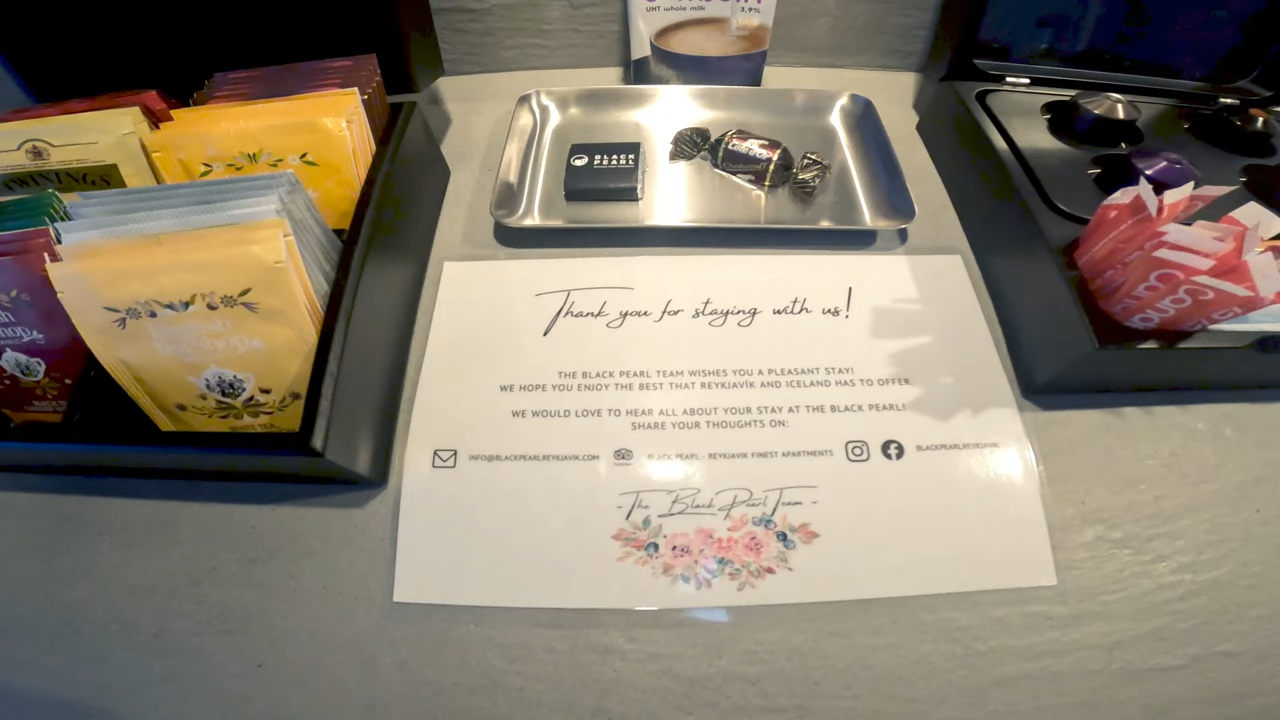 UHT whole milk 3,9%
BLACK
PEARL
TWININGS
WHITE TEA
Thank you for staying with us!
THE BLACK PEARL TEAM WISHES YOU A PLEASANT STAY!
WE HOPE YOU ENJOY THE BEST THAT REYKJAVÍK AND ICELAND HAS TO OFFER.
WE WOULD LOVE TO HEAR ALL ABOUT YOUR STAY AT THE BLACK PEARL!
SHARE YOUR THOUGHTS ON:
INFO@BLACKPEARLREYKJAVIK.COM BLACK PEARL - REYKJAVIK FINEST APARTMENTS BLACKPEARLREYKJAVIK
-The Black Pearl Team-